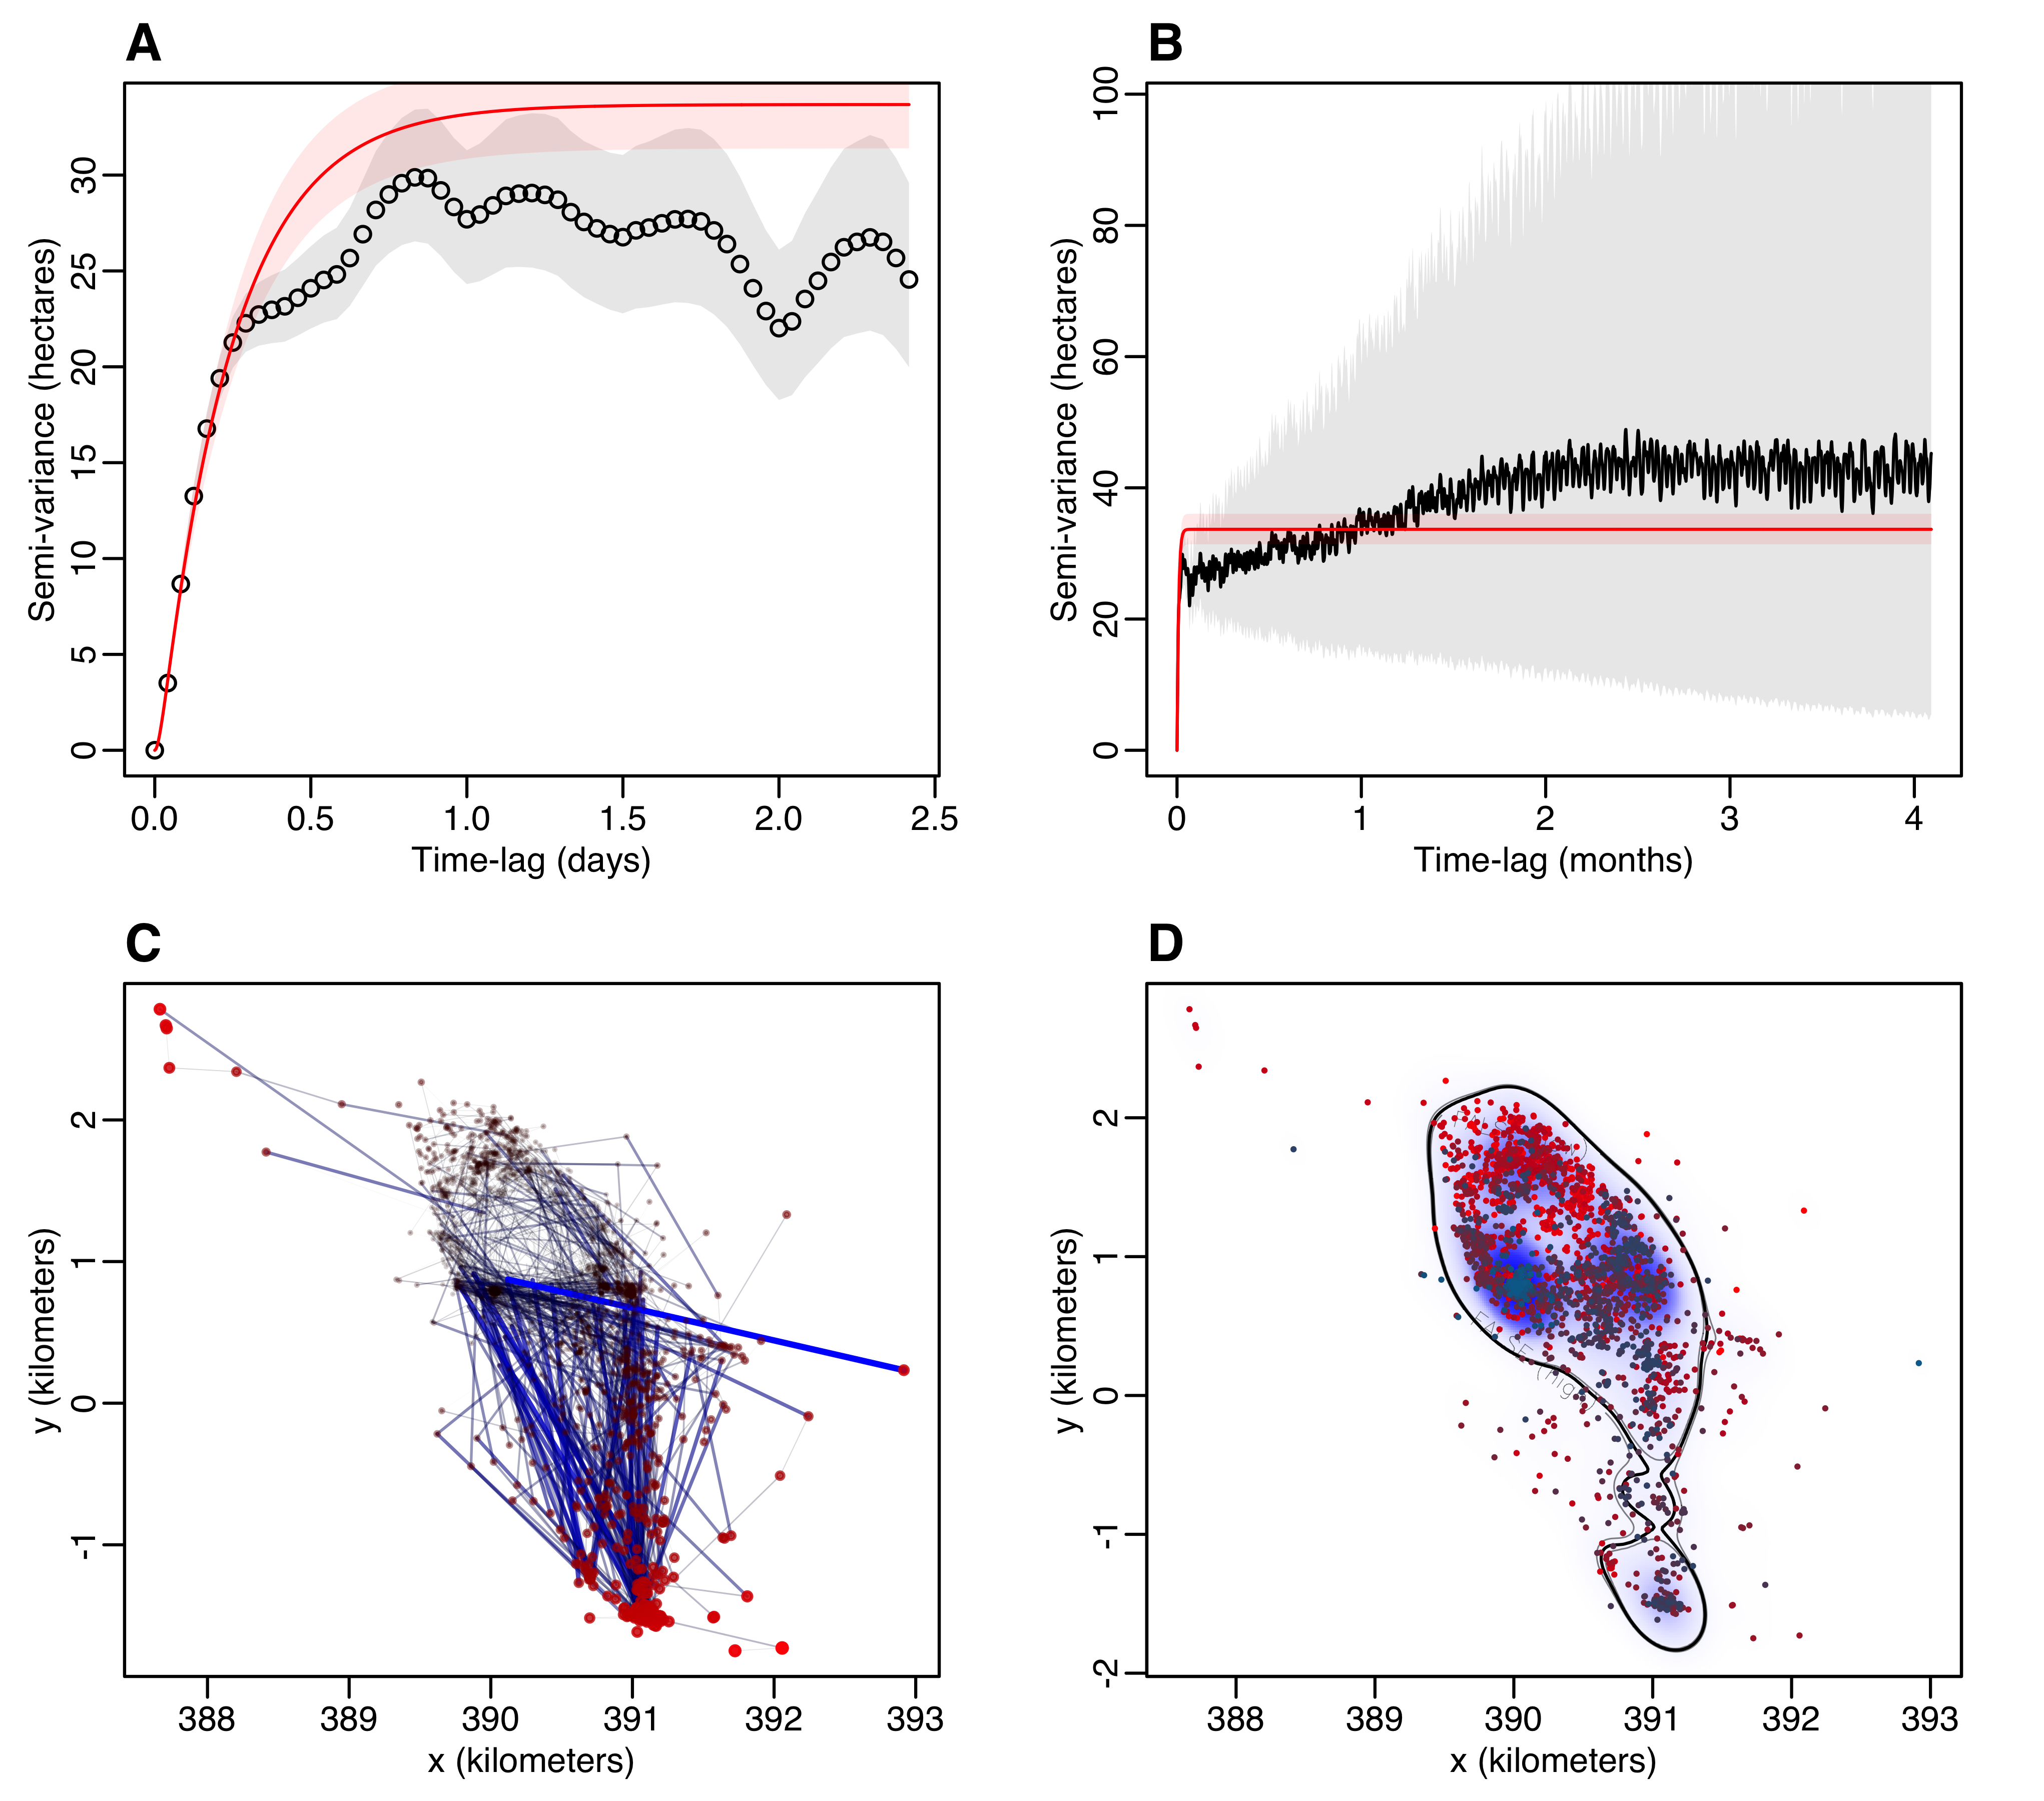 A
Semi-variance (hectares)
0 5 10 15 20 25 30
0.0 0.5 1.0 1.5 2.0 2.5
Time-lag (days)
B
Semi-variance (hectares)
0 20 40 60 80 100
0 1 2 3 4
Time-lag (months)
C
y (kilometers)
-1 0 1 2
388 389 390 391 392 393
x (kilometers)
D
y (kilometers)
-2 -1 0 1 2
388 389 390 391 392 393
x (kilometers)